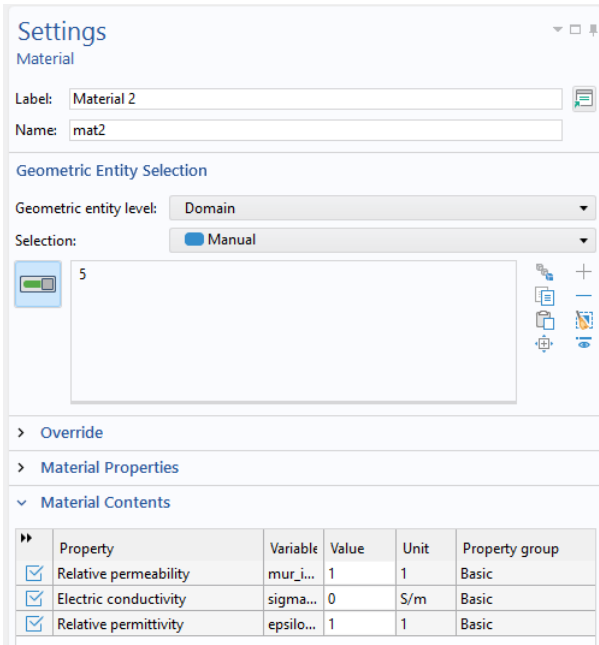 Settings
Material
Label: Material 2
Name: mat2
Geometric Entity Selection
Geometric entity level: Domain
Selection: Manual
5
Override
Material Properties
Material Contents
Property Variable Value Unit Property group
Relative permeability mur_i... 1 1 Basic
Electric conductivity sigma... 0 S/m Basic
Relative permittivity epsilo... 1 1 Basic